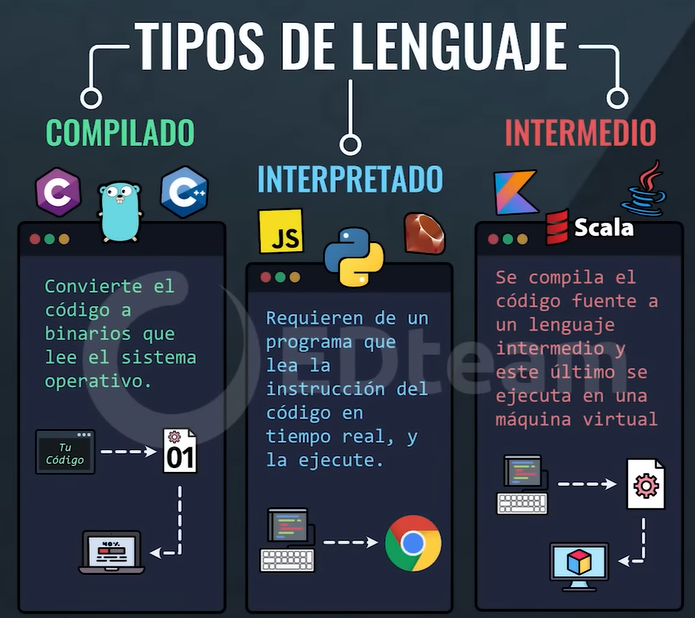 TIPOS DE LENGUAJE
COMPILADO
C
C++
Convierte el
código a
binarios que
lee el sistema
operativo.
Tu
Código
01
40%
INTERPRETADO
JS
Requieren de un
programa que
lea la
instrucción del
código en
tiempo real, y
la ejecute.
INTERMEDIO
Scala
Se compila el
código fuente a
un lenguaje
intermedio y
este último se
ejecuta en una
máquina virtual
EDteam